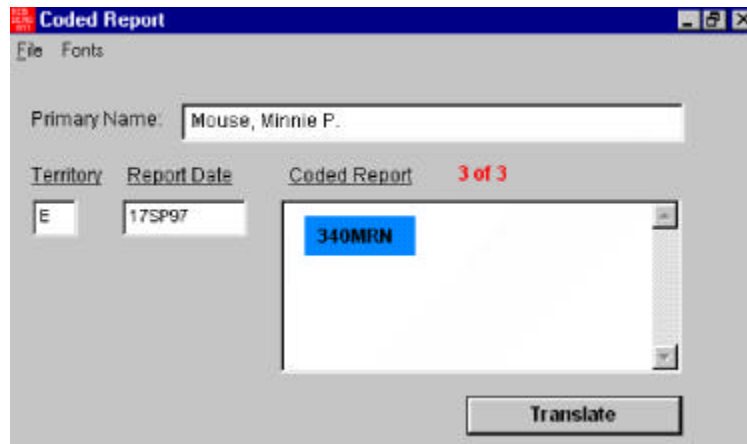 Coded Report
File Fonts
Primary Name: Mouse, Minnie P.
Territory Report Date Coded Report 3 of 3
E 17SP97
340MRN
Translate